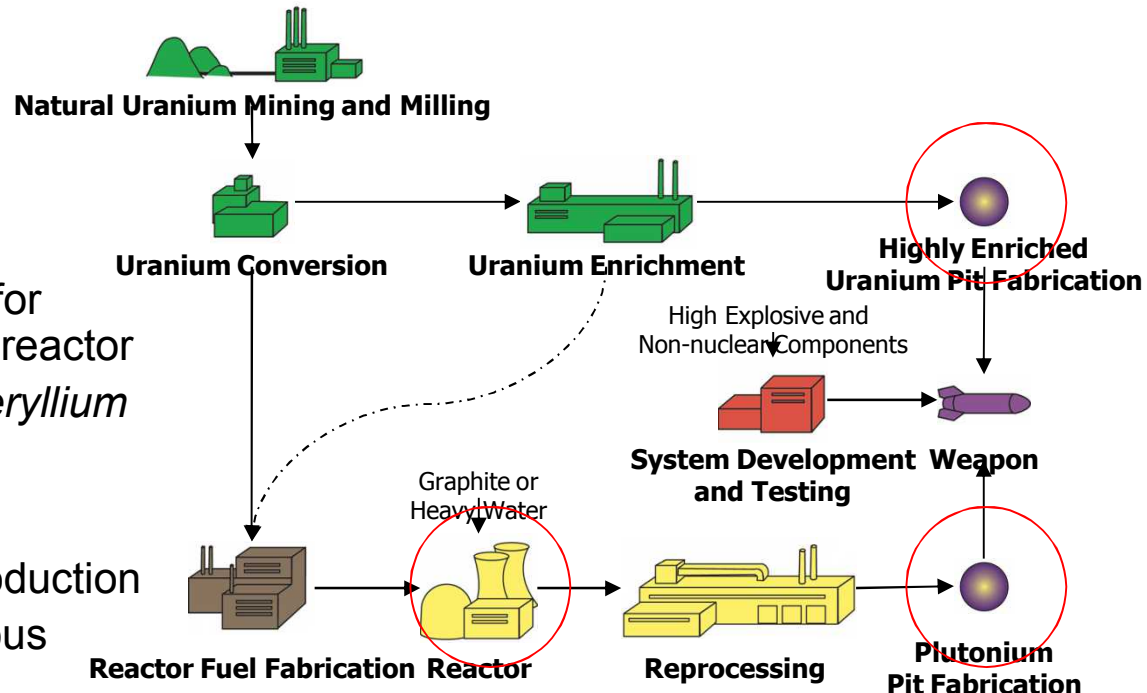 Natural Uranium Mining and Milling
Uranium Conversion
Uranium Enrichment
Highly Enriched
Uranium Pit Fabrication
for
reactor
eryllium
High Explosive and
Non-nuclear Components
System Development
and Testing
Weapon
Graphite or
Heavy Water
oduction
ous
Reactor Fuel Fabrication
Reactor
Reprocessing
Plutonium
Pit Fabrication